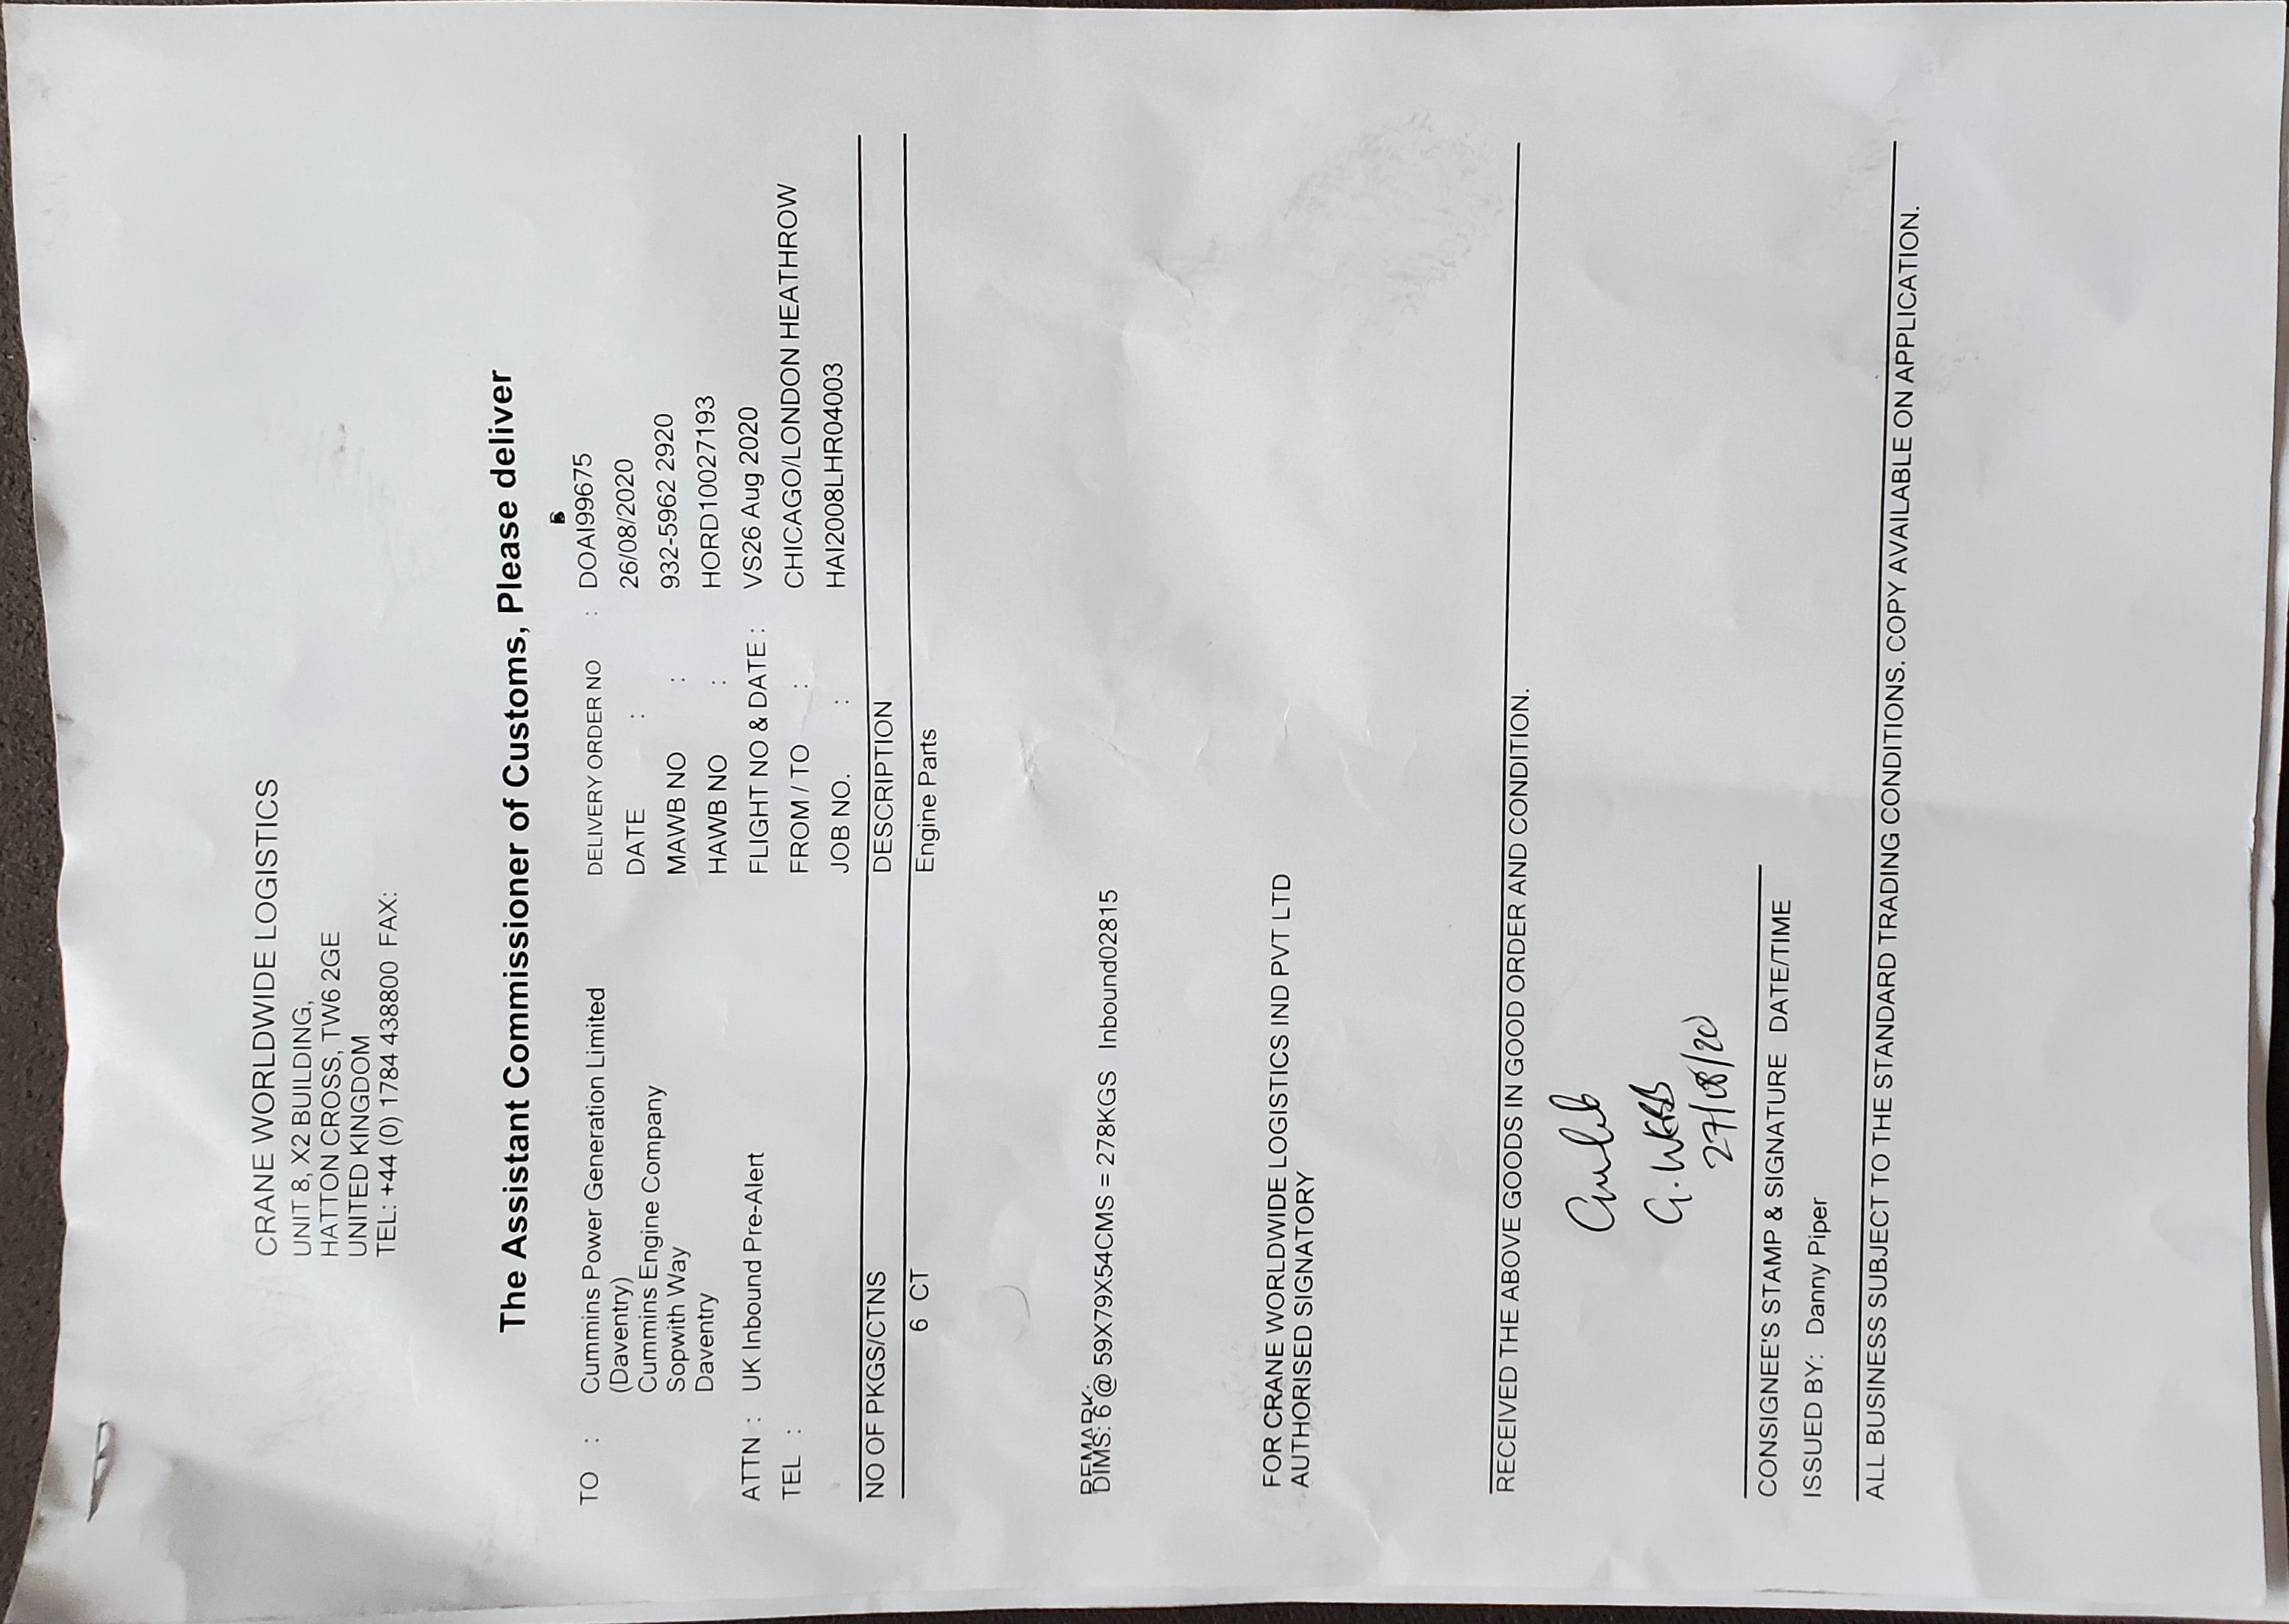 CRANE WORLDWIDE LOGISTICS
UNIT 8, X2 BUILDING,
HATTON CROSS, TW6 2GE
UNITED KINGDOM
TEL: +44 (0) 1784 438800 FAX:
The Assistant Commissioner of Customs, Please deliver
TO : Cummins Power Generation Limited
(Daventry)
Cummins Engine Company
Sopwith Way
Daventry
ATTN : UK Inbound Pre-Alert
TEL :
DELIVERY ORDER NO : DOAI99675
DATE : 26/08/2020
MAWB NO : 932-5962 2920
HAWB NO : HORD10027193
FLIGHT NO & DATE : VS26 Aug 2020
FROM / TO : CHICAGO/LONDON HEATHROW
JOB NO. : HAI2008LHR04003
NO OF PKGS/CTNS DESCRIPTION
6 CT Engine Parts
REMARK:
DIMS: 6 @ 59X79X54CMS = 278KGS Inbound02815
FOR CRANE WORLDWIDE LOGISTICS IND PVT LTD
AUTHORISED SIGNATORY
RECEIVED THE ABOVE GOODS IN GOOD ORDER AND CONDITION.
G. WEBB
27/08/20
CONSIGNEE'S STAMP & SIGNATURE DATE/TIME
ISSUED BY: Danny Piper
ALL BUSINESS SUBJECT TO THE STANDARD TRADING CONDITIONS. COPY AVAILABLE ON APPLICATION.